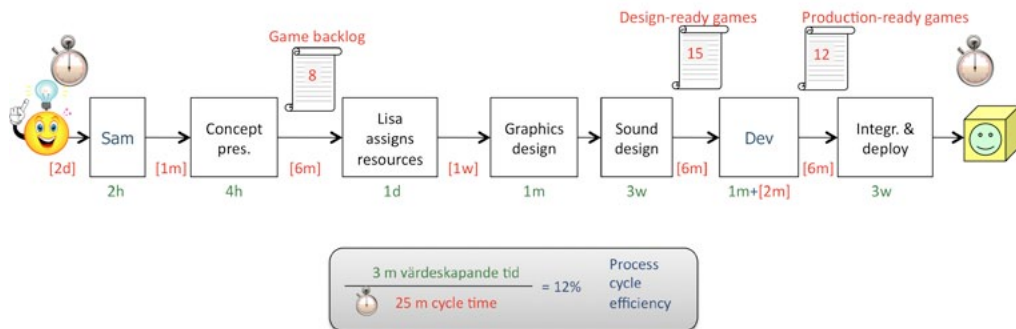 Game backlog
8
Design-ready games
15
Production-ready games
12
Sam
Concept
pres.
Lisa
assigns
resources
Graphics
design
Sound
design
Dev
Integr. &
deploy
[2d]
[1m]
[6m]
[1w]
[6m]
[6m]
2h
4h
1d
1m
3w
1m+[2m]
3w
3 m värdeskapande tid
25 m cycle time
= 12%
Process
cycle
efficiency